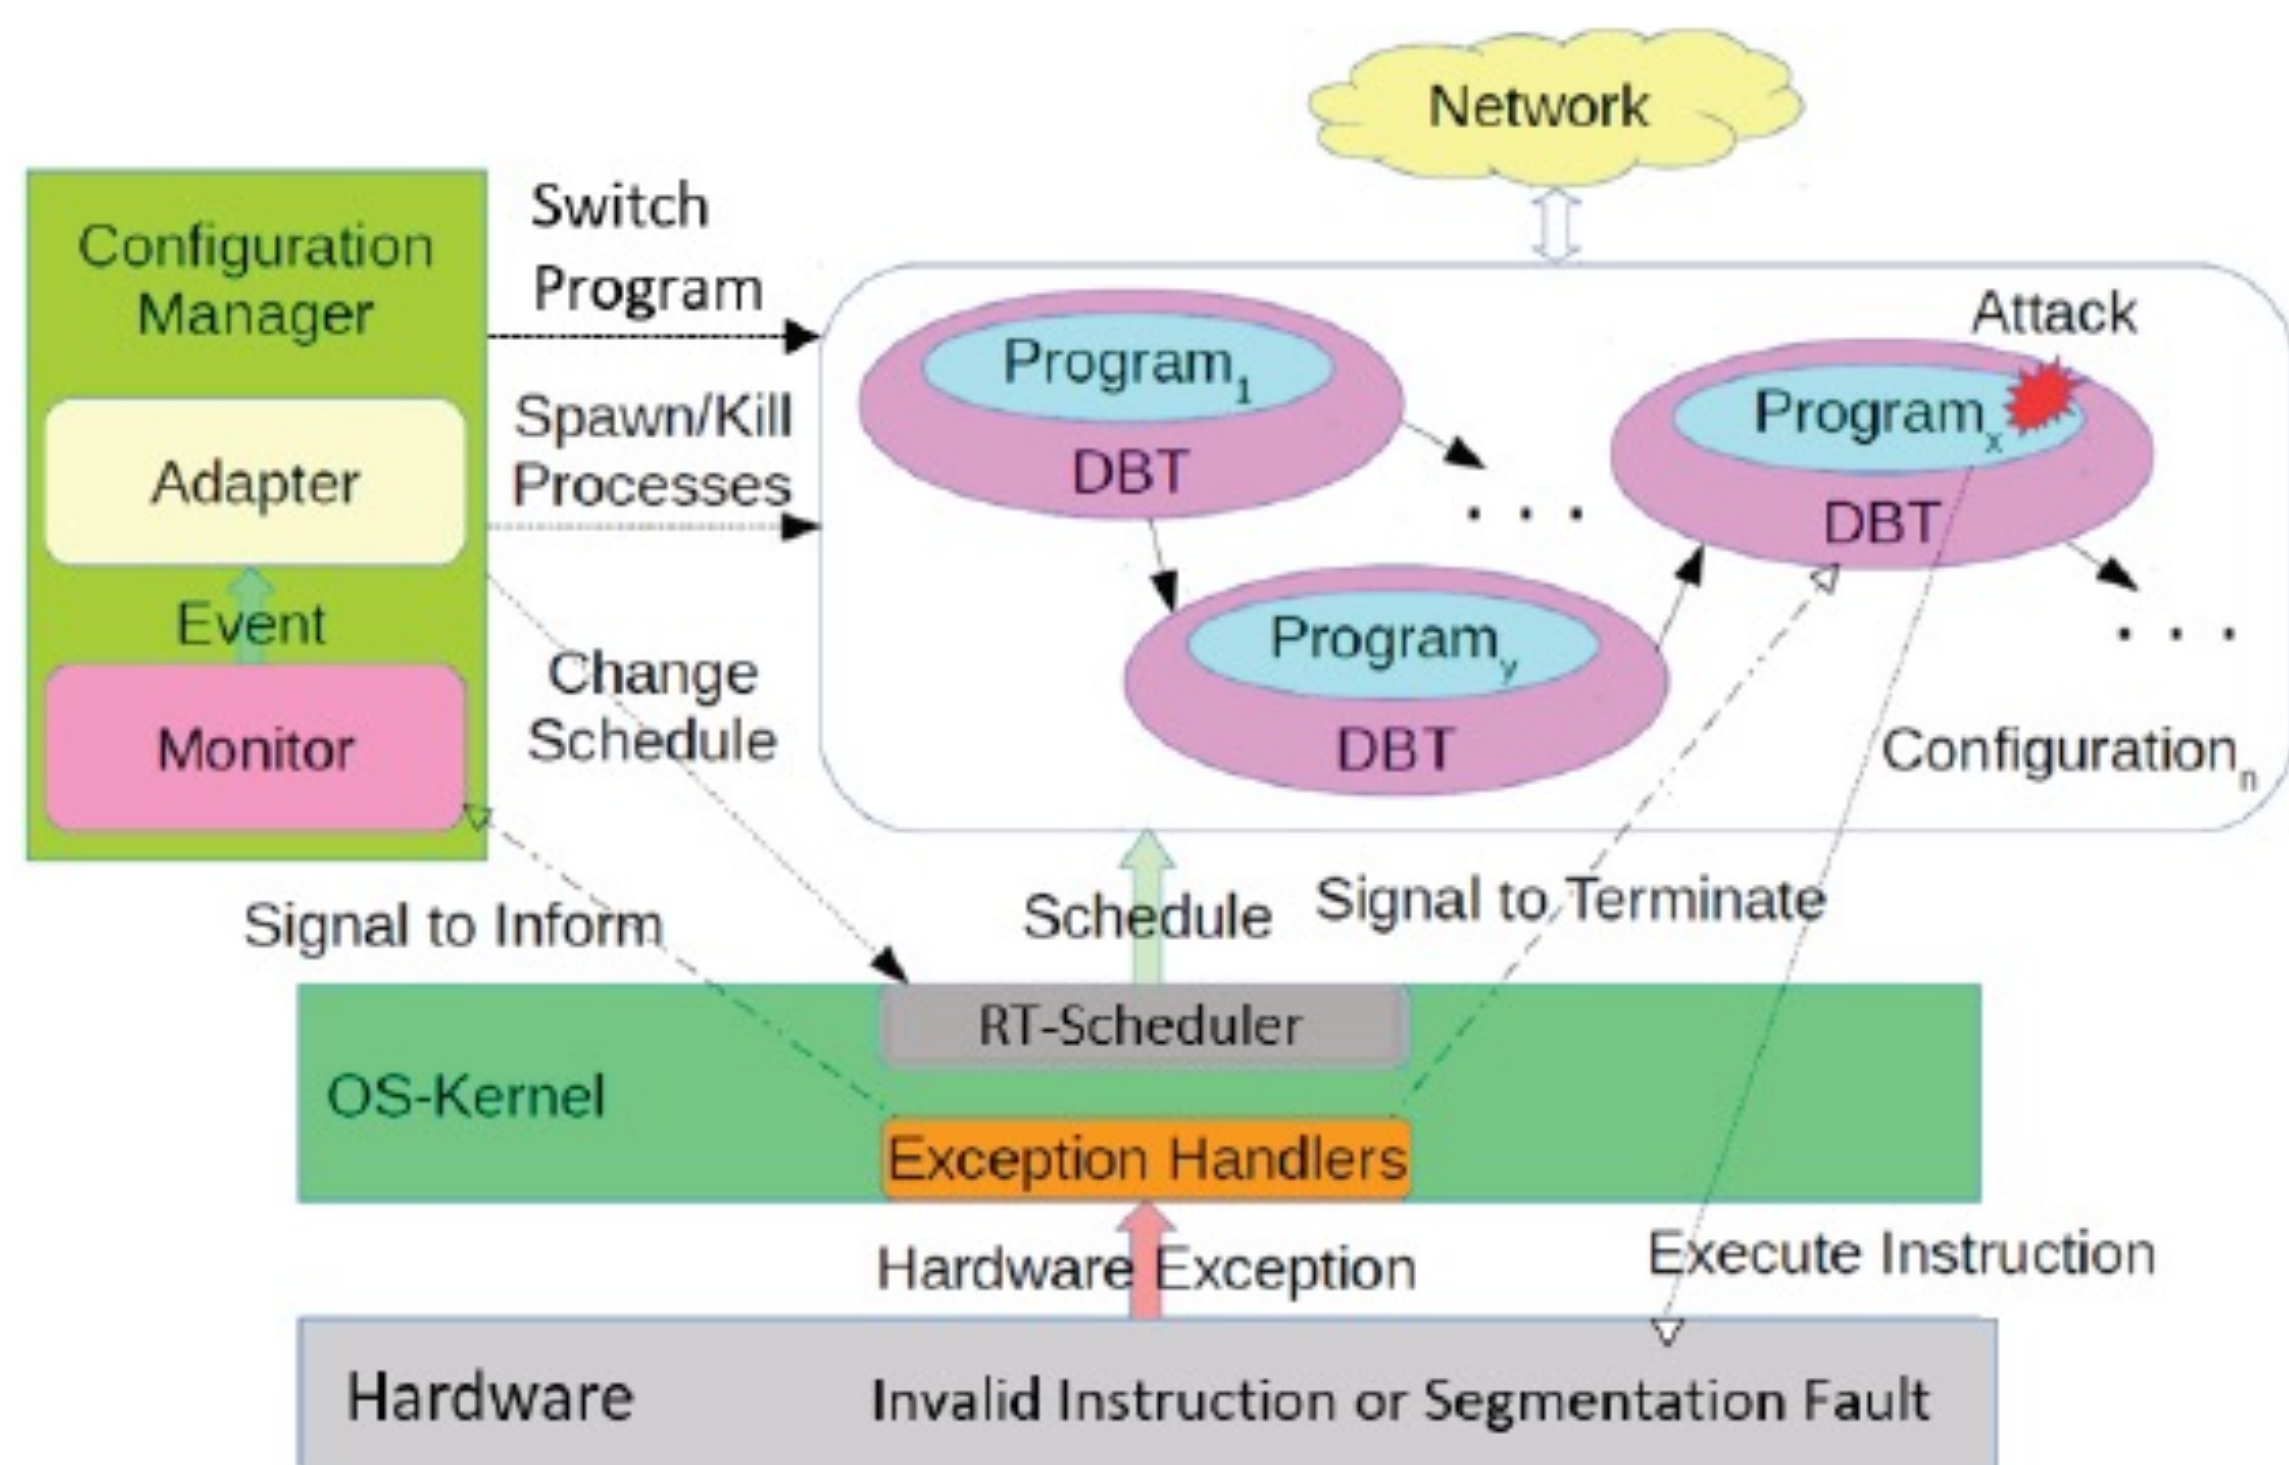 Network
Configuration
Manager
Switch
Program
Spawn/Kill
Processes
Adapter
Event
Monitor
Change
Schedule
Program1
DBT
Attack
Programx
DBT
. . .
Programy
DBT
. . .
Configurationn
Signal to Inform
Schedule
Signal to Terminate
RT-Scheduler
OS-Kernel
Exception Handlers
Hardware Exception
Execute Instruction
Hardware
Invalid Instruction or Segmentation Fault